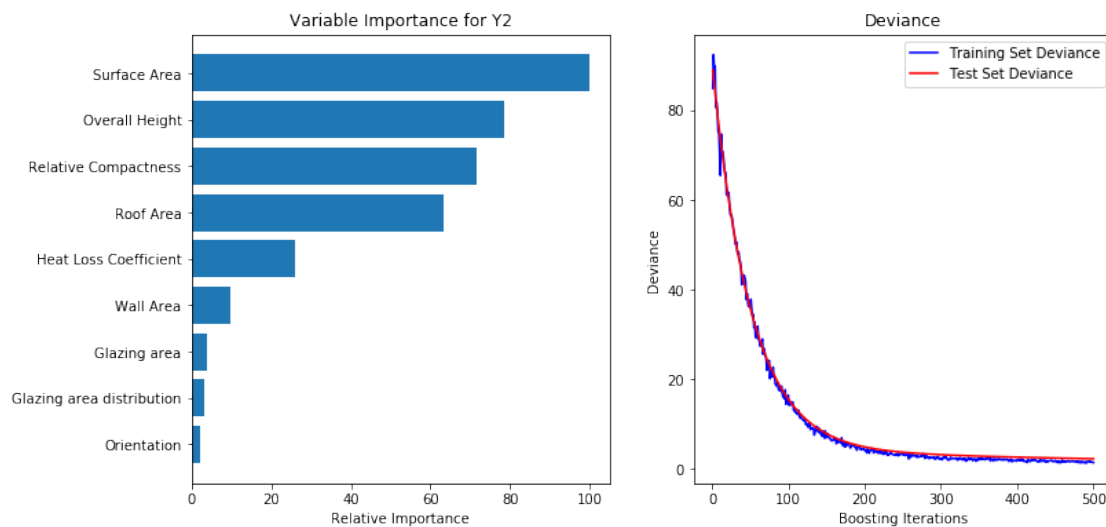 Variable Importance for Y2
Surface Area
Overall Height
Relative Compactness
Roof Area
Heat Loss Coefficient
Wall Area
Glazing area
Glazing area distribution
Orientation
0 20 40 60 80 100
Relative Importance
Deviance
Training Set Deviance
Test Set Deviance
Deviance
80
60
40
20
0
0 100 200 300 400 500
Boosting Iterations